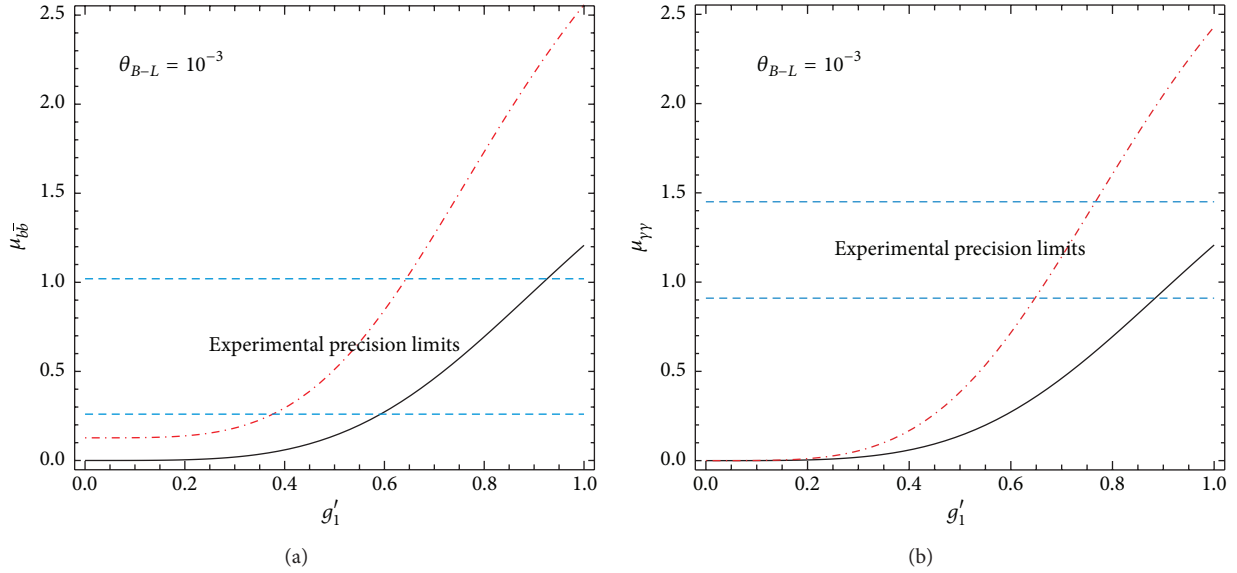 2.5
2.0
1.5
1.0
0.5
0.0
μ_{bb̄}
θ_{B−L} = 10^{−3}
Experimental precision limits
0.0 0.2 0.4 0.6 0.8 1.0
g′_1
(a)
2.5
2.0
1.5
1.0
0.5
0.0
μ_{γγ}
θ_{B−L} = 10^{−3}
Experimental precision limits
0.0 0.2 0.4 0.6 0.8 1.0
g′_1
(b)